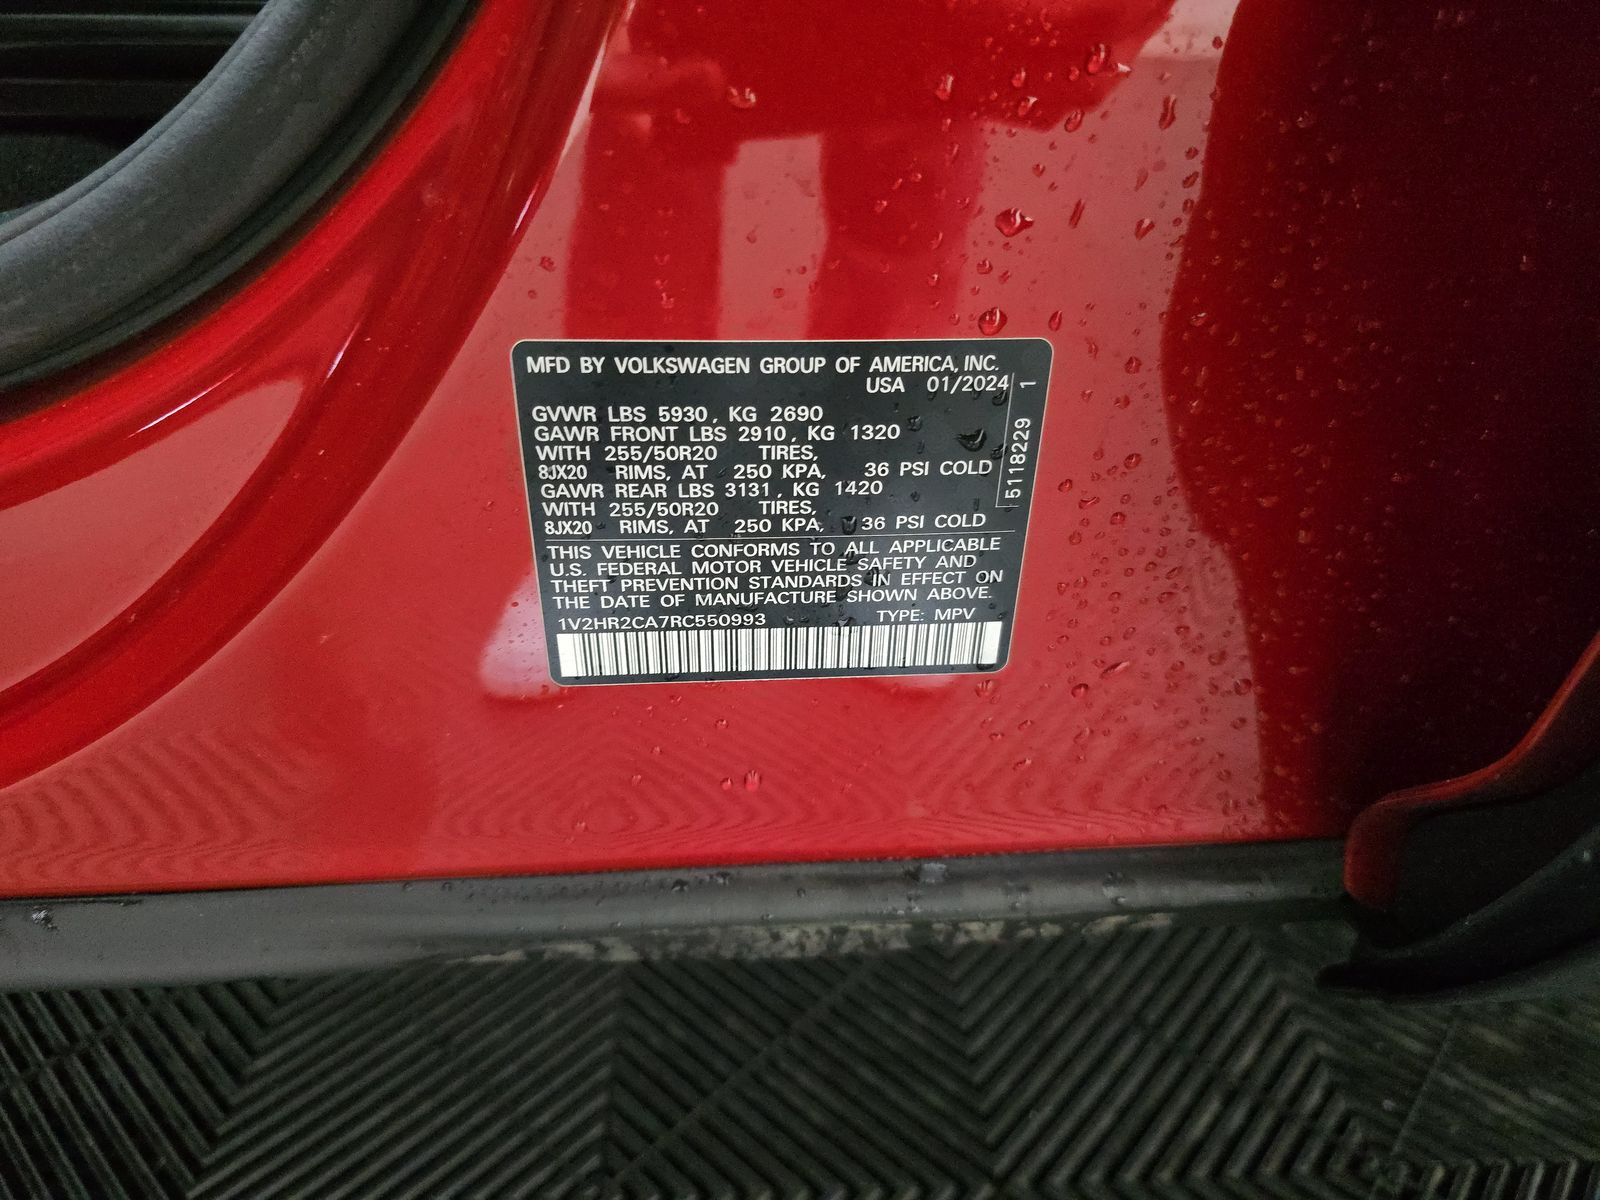 MFD BY VOLKSWAGEN GROUP OF AMERICA, INC.
USA 01/2024
GVWR LBS 5930, KG 2690
GAWR FRONT LBS 2910, KG 1320
WITH 255/50R20 TIRES,
8JX20 RIMS, AT 250 KPA, 36 PSI COLD
GAWR REAR LBS 3131, KG 1420
WITH 255/50R20 TIRES,
8JX20 RIMS, AT 250 KPA, 36 PSI COLD
5118229 1
THIS VEHICLE CONFORMS TO ALL APPLICABLE
U.S. FEDERAL MOTOR VEHICLE SAFETY AND
THEFT PREVENTION STANDARDS IN EFFECT ON
THE DATE OF MANUFACTURE SHOWN ABOVE.
1V2HR2CA7RC550993 TYPE: MPV